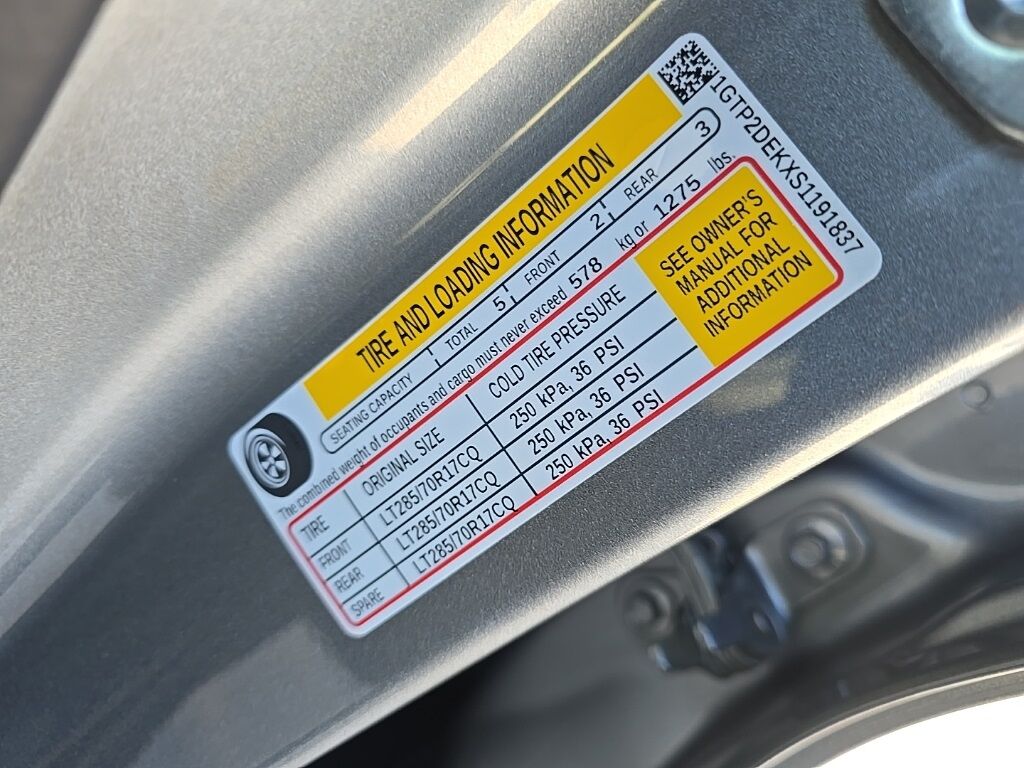 1GTP2DEKXS1191837
TIRE AND LOADING INFORMATION
SEATING CAPACITY TOTAL 5 FRONT 2 REAR 3
The combined weight of occupants and cargo must never exceed 578 kg or 1275 lbs.
TIRE ORIGINAL SIZE COLD TIRE PRESSURE
FRONT LT285/70R17CQ 250 kPa, 36 PSI
REAR LT285/70R17CQ 250 kPa, 36 PSI
SPARE LT285/70R17CQ 250 kPa, 36 PSI
SEE OWNER'S
MANUAL FOR
ADDITIONAL
INFORMATION